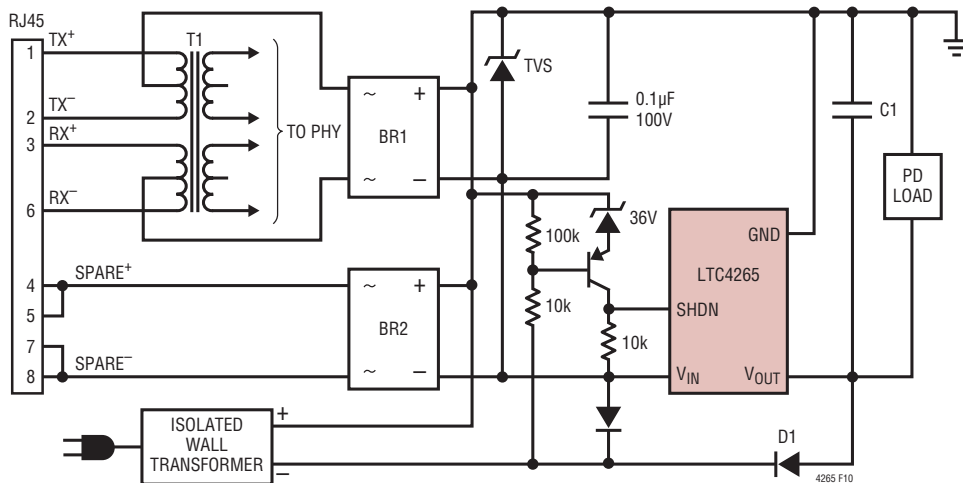 RJ45
1
TX+
2
TX−
3
RX+
6
RX−
T1
TO PHY
~
+
BR1
~
−
TVS
0.1µF
100V
C1
PD
LOAD
36V
100k
10k
10k
GND
LTC4265
SHDN
VIN
VOUT
4
SPARE+
5
7
8
SPARE−
~
+
BR2
~
−
ISOLATED
WALL
TRANSFORMER
+
−
D1
4265 F10